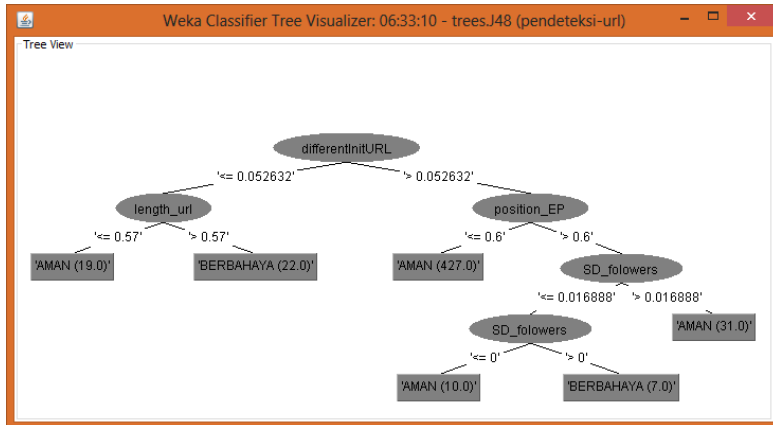 Weka Classifier Tree Visualizer: 06:33:10 - trees.J48 (pendeteksi-url)
Tree View
differentInitURL
'<= 0.052632' '> 0.052632'
length_url position_EP
'<= 0.57' '> 0.57' '<= 0.6' '> 0.6'
'AMAN (19.0)' 'BERBAHAYA (22.0)' 'AMAN (427.0)' SD_folowers
'<= 0.016888' '> 0.016888'
SD_folowers 'AMAN (31.0)'
'<= 0' '> 0'
'AMAN (10.0)' 'BERBAHAYA (7.0)'